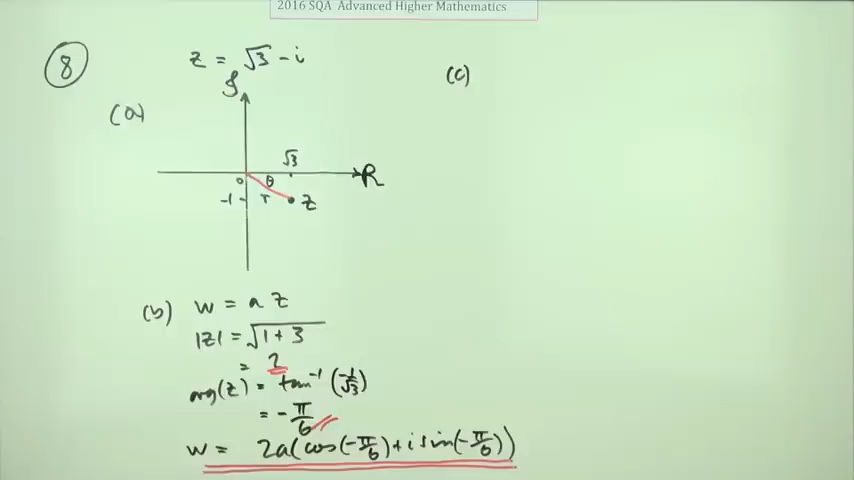 2016 SQA Advanced Higher Mathematics
8
z = √3 - i
(a)
ℐ
√3
R
0
θ
-1
r
z
(b) w = a z
|z| = √(1 + 3)
= 2
arg(z) = tan⁻¹(-1/√3)
= -π/6
w = 2a(cos(-π/6) + i sin(-π/6))
(c)